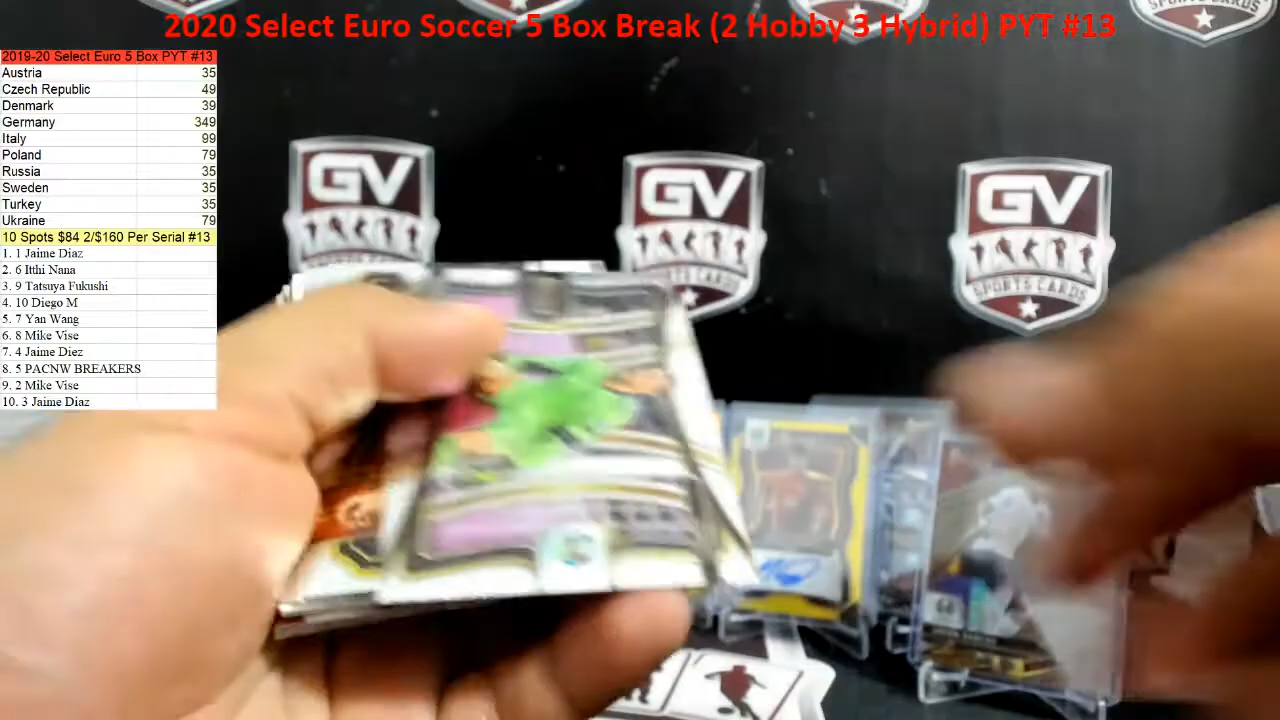 2020 Select Euro Soccer 5 Box Break (2 Hobby 3 Hybrid) PYT #13
2019-20 Select Euro 5 Box PYT #13
Austria 35
Czech Republic 49
Denmark 39
Germany 349
Italy 99
Poland 79
Russia 35
Sweden 35
Turkey 35
Ukraine 79
10 Spots $84 2/$160 Per Serial #13
1. 1 Jaime Diaz
2. 6 Itthi Nana
3. 9 Tatsuya Fukushi
4. 10 Diego M
5. 7 Yan Wang
6. 8 Mike Vise
7. 4 Jaime Diez
8. 5 PACNW BREAKERS
9. 2 Mike Vise
10. 3 Jaime Diaz
GV
GV
GV
SPORTS CARDS
SPORTS CARDS
SPORTS CARDS